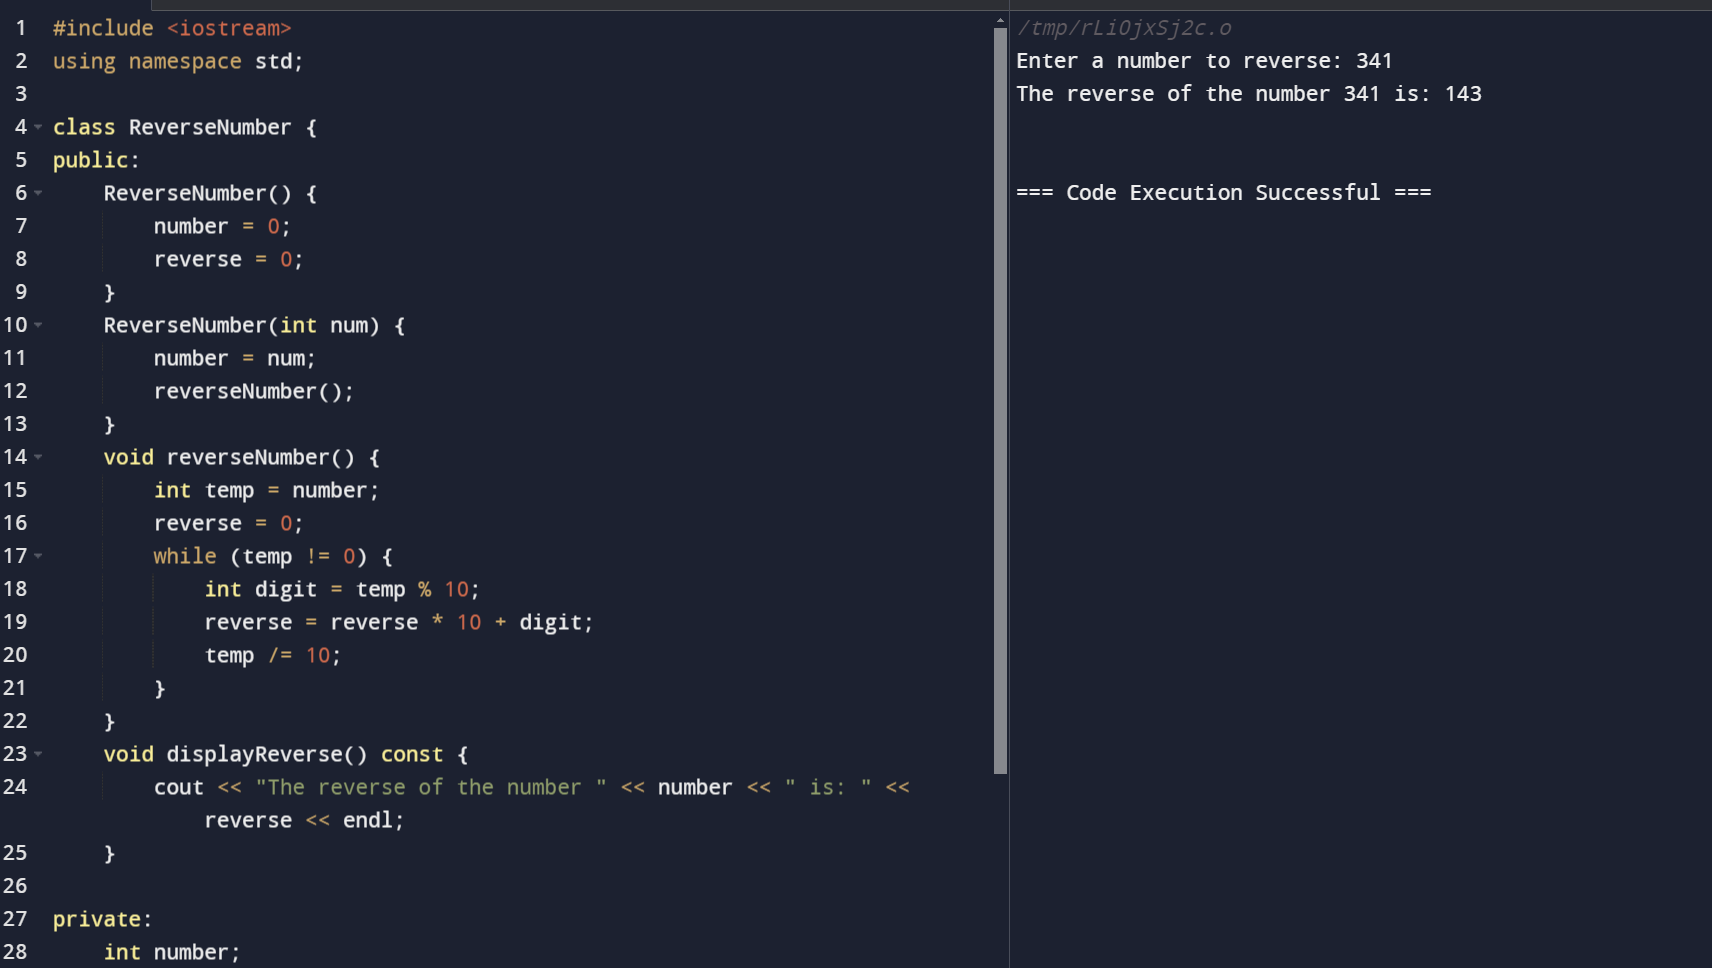 1 #include <iostream>
2 using namespace std;
3
4 class ReverseNumber {
5 public:
6     ReverseNumber() {
7         number = 0;
8         reverse = 0;
9     }
10     ReverseNumber(int num) {
11         number = num;
12         reverseNumber();
13     }
14     void reverseNumber() {
15         int temp = number;
16         reverse = 0;
17         while (temp != 0) {
18             int digit = temp % 10;
19             reverse = reverse * 10 + digit;
20             temp /= 10;
21         }
22     }
23     void displayReverse() const {
24         cout << "The reverse of the number " << number << " is: " <<
            reverse << endl;
25     }
26
27 private:
28     int number;
/tmp/rLiOjxSj2c.o
Enter a number to reverse: 341
The reverse of the number 341 is: 143
=== Code Execution Successful ===